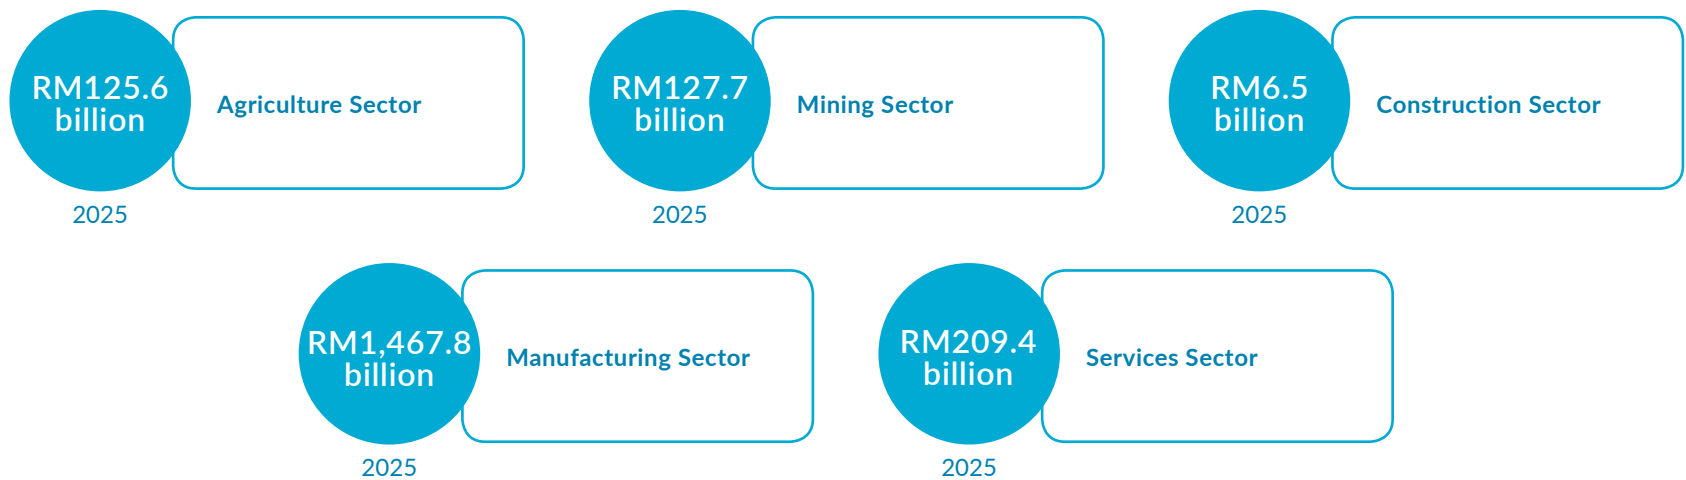 RM125.6
billion
Agriculture Sector
2025
RM127.7
billion
Mining Sector
2025
RM6.5
billion
Construction Sector
2025
RM1,467.8
billion
Manufacturing Sector
2025
RM209.4
billion
Services Sector
2025